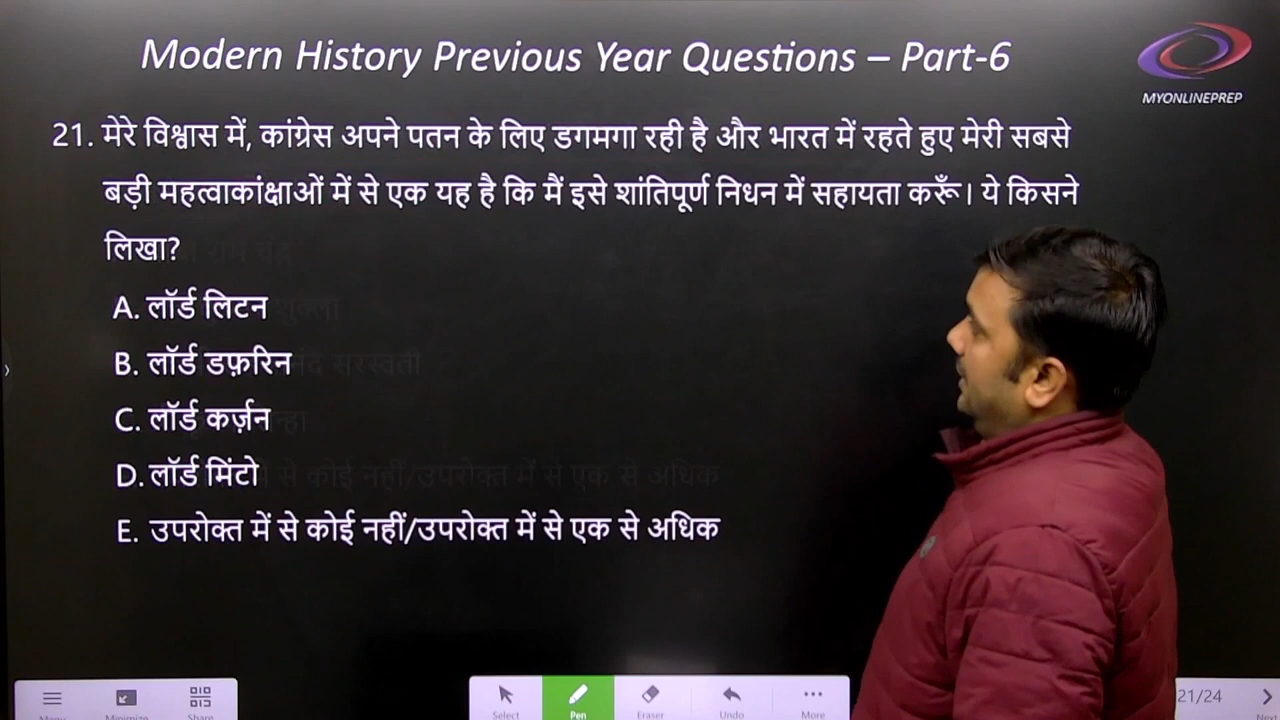 Modern History Previous Year Questions – Part-6
MYONLINEPREP
21. मेरे विश्वास में, कांग्रेस अपने पतन के लिए डगमगा रही है और भारत में रहते हुए मेरी सबसे
बड़ी महत्वाकांक्षाओं में से एक यह है कि मैं इसे शांतिपूर्ण निधन में सहायता करूँ। ये किसने
लिखा?
A. लॉर्ड लिटन
B. लॉर्ड डफ़रिन
C. लॉर्ड कर्ज़न
D. लॉर्ड मिंटो
E. उपरोक्त में से कोई नहीं/उपरोक्त में से एक से अधिक
Minimize
Share
Select
Pen
Eraser
Undo
More
21/24